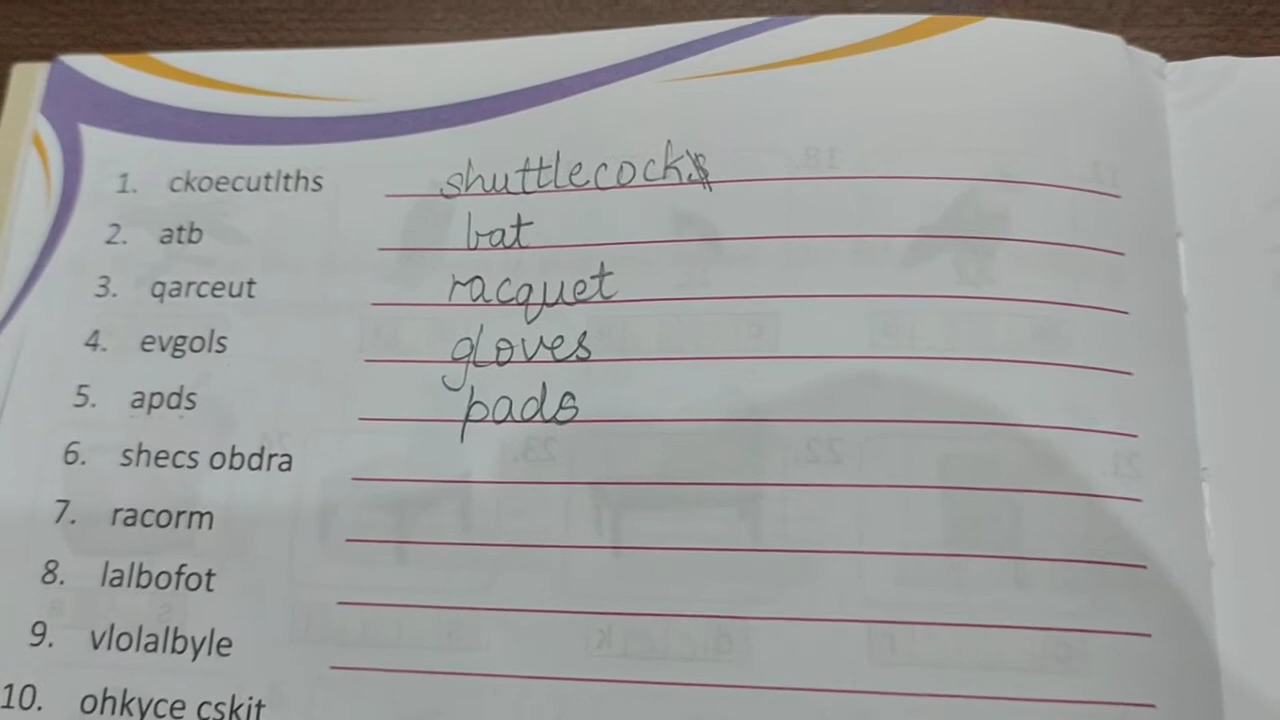 1. ckoecutlths shuttlecock
2. atb bat
3. qarceut racquet
4. evgols gloves
5. apds pads
6. shecs obdra
7. racorm
8. lalbofot
9. vlolalbyle
10. ohkyce cskit